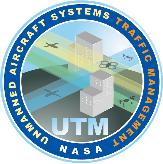 UNMANNED AIRCRAFT SYSTEMS TRAFFIC MANAGEMENT
UTM
NASA